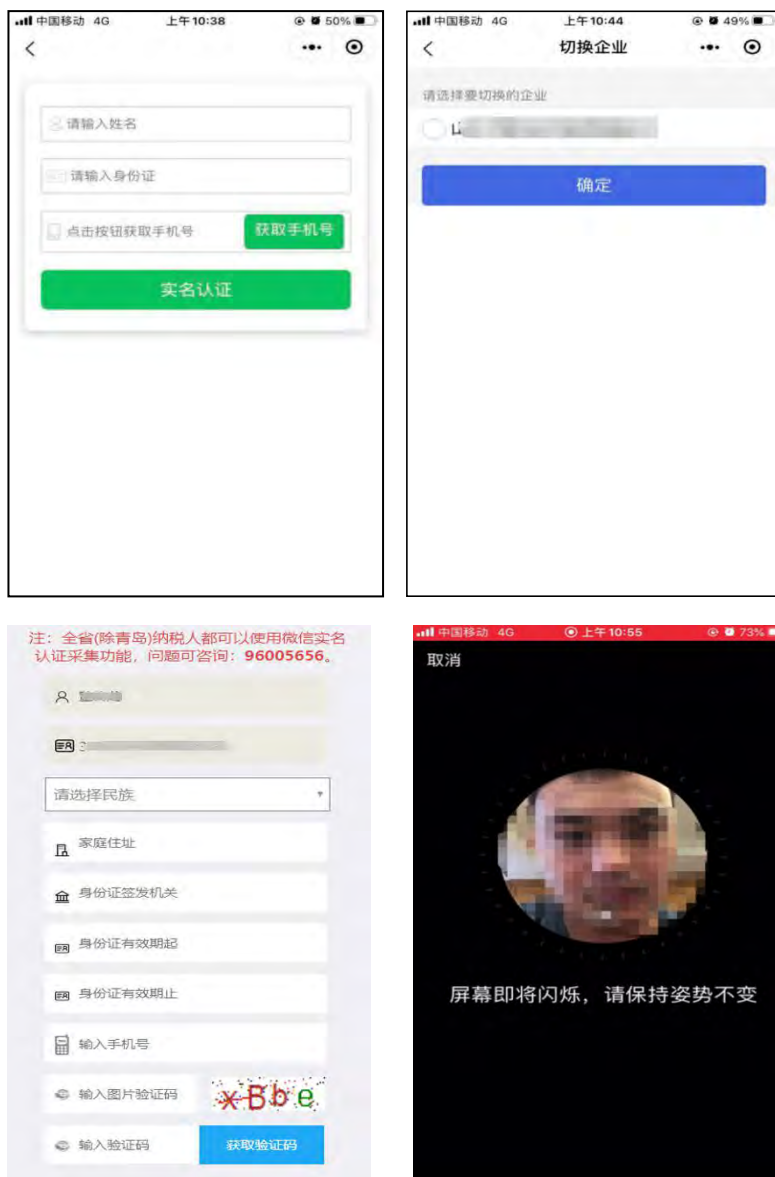 中国移动 4G 上午10:38 50%
请输入姓名
请输入身份证
点击按钮获取手机号 获取手机号
实名认证
中国移动 4G 上午10:44 49%
切换企业
请选择要切换的企业
确定
注：全省(除青岛)纳税人都可以使用微信实名
认证采集功能，问题可咨询：96005656。
请选择民族
家庭住址
身份证签发机关
身份证有效期起
身份证有效期止
输入手机号
输入图片验证码 xBbe
输入验证码 获取验证码
中国移动 4G 上午10:55 73%
取消
屏幕即将闪烁，请保持姿势不变